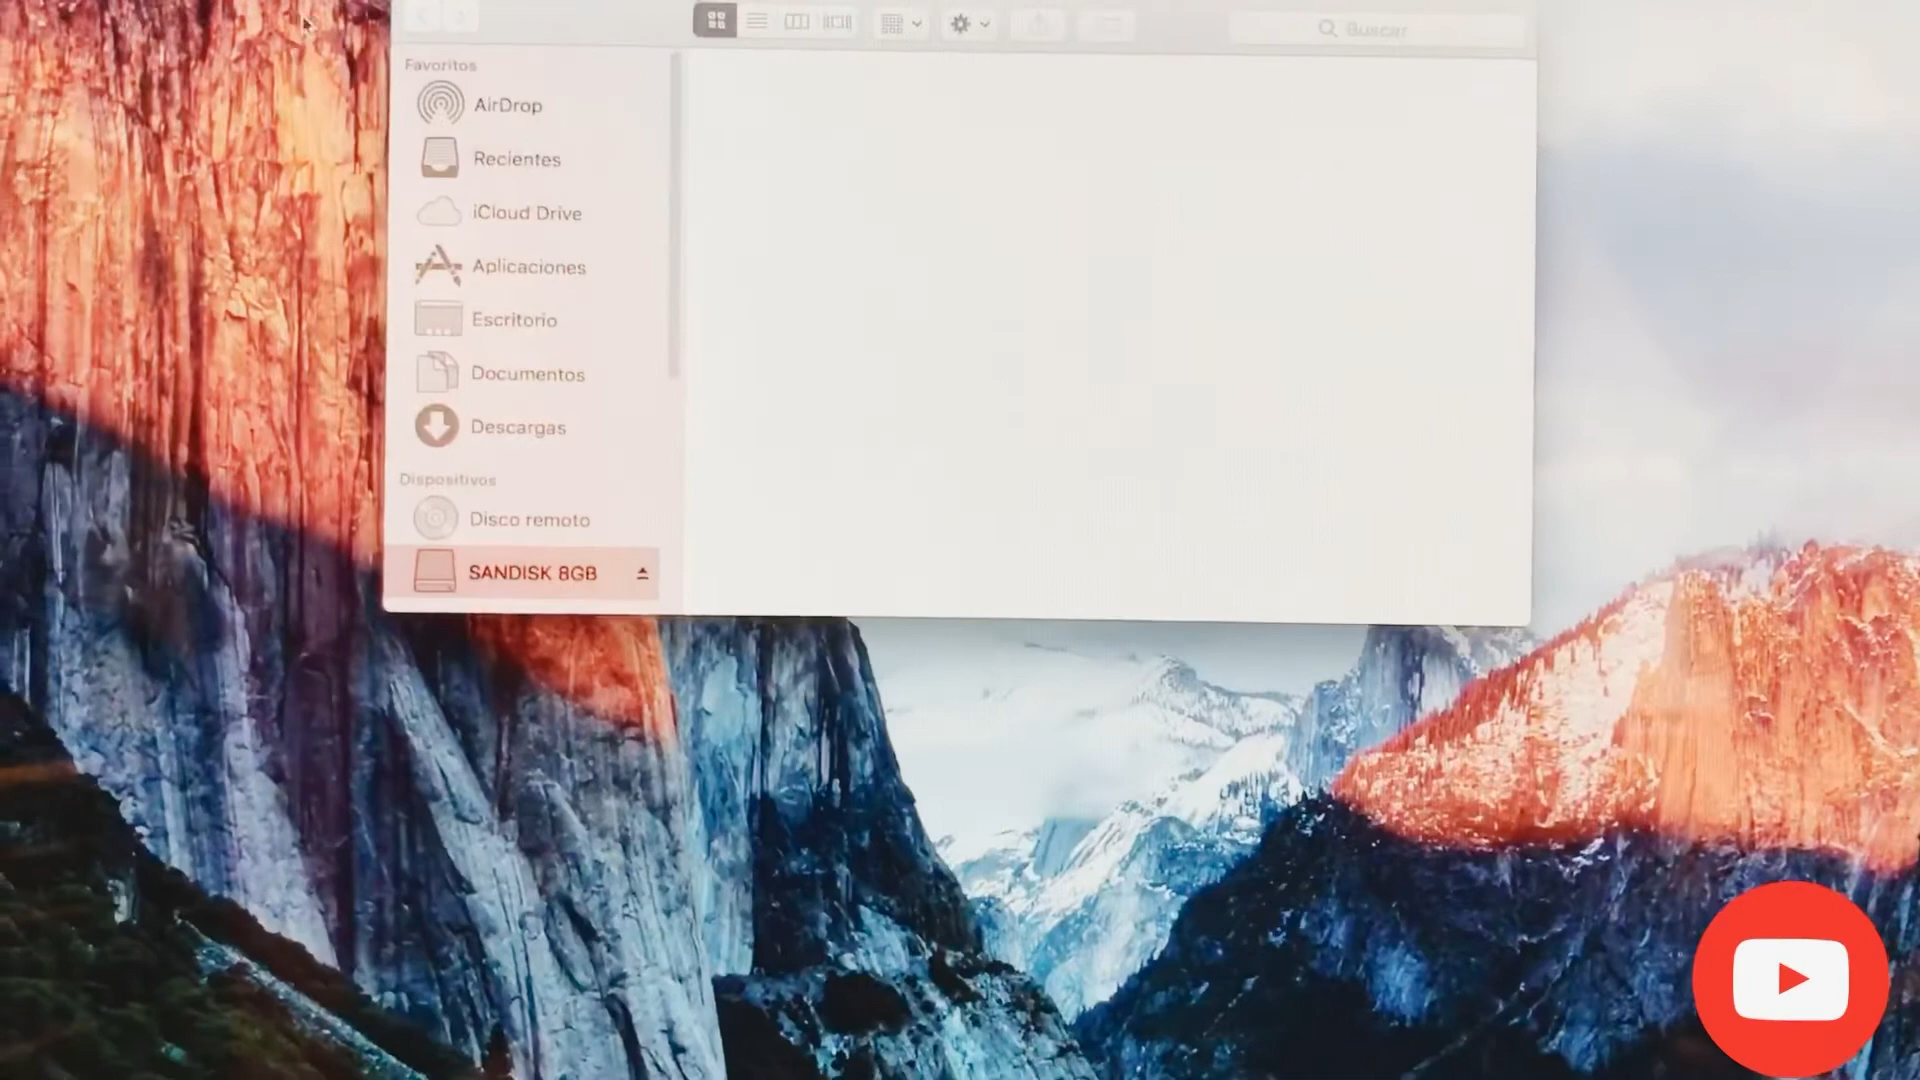 Buscar
Favoritos
AirDrop
Recientes
iCloud Drive
Aplicaciones
Escritorio
Documentos
Descargas
Dispositivos
Disco remoto
SANDISK 8GB